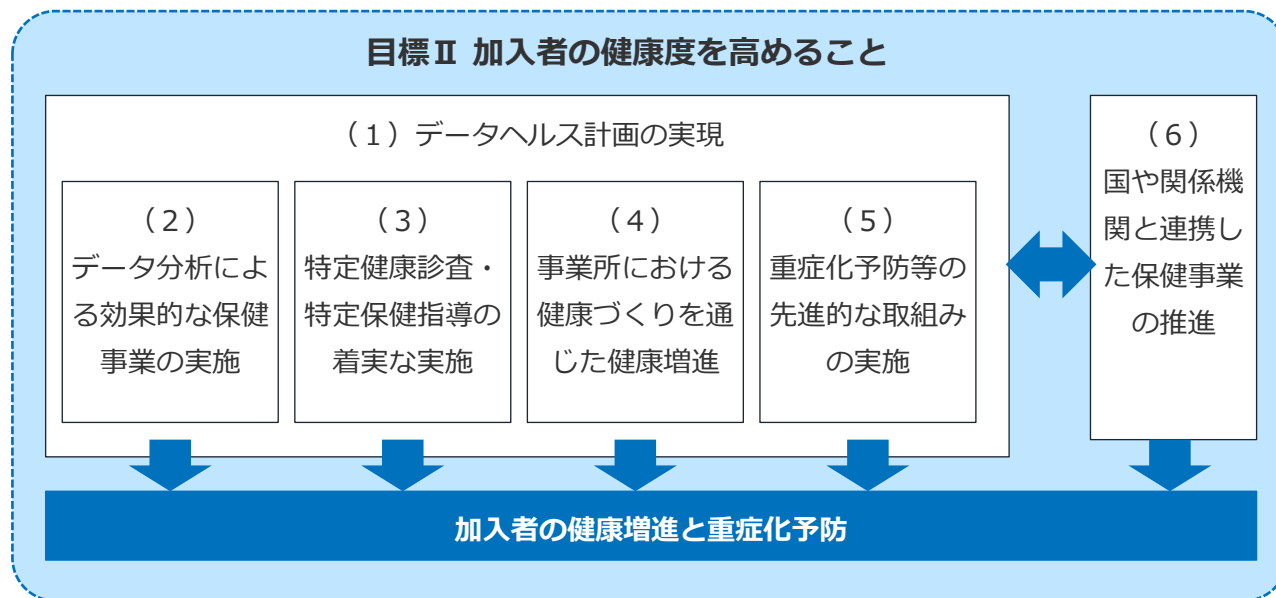 目標Ⅱ 加入者の健康度を高めること
（１）データヘルス計画の実現
（２）
データ分析によ
る効果的な保健
事業の実施
（３）
特定健康診査・
特定保健指導の
着実な実施
（４）
事業所における
健康づくりを通
じた健康増進
（５）
重症化予防等の
先進的な取組み
の実施
（６）
国や関係機
関と連携し
た保健事業
の推進
加入者の健康増進と重症化予防